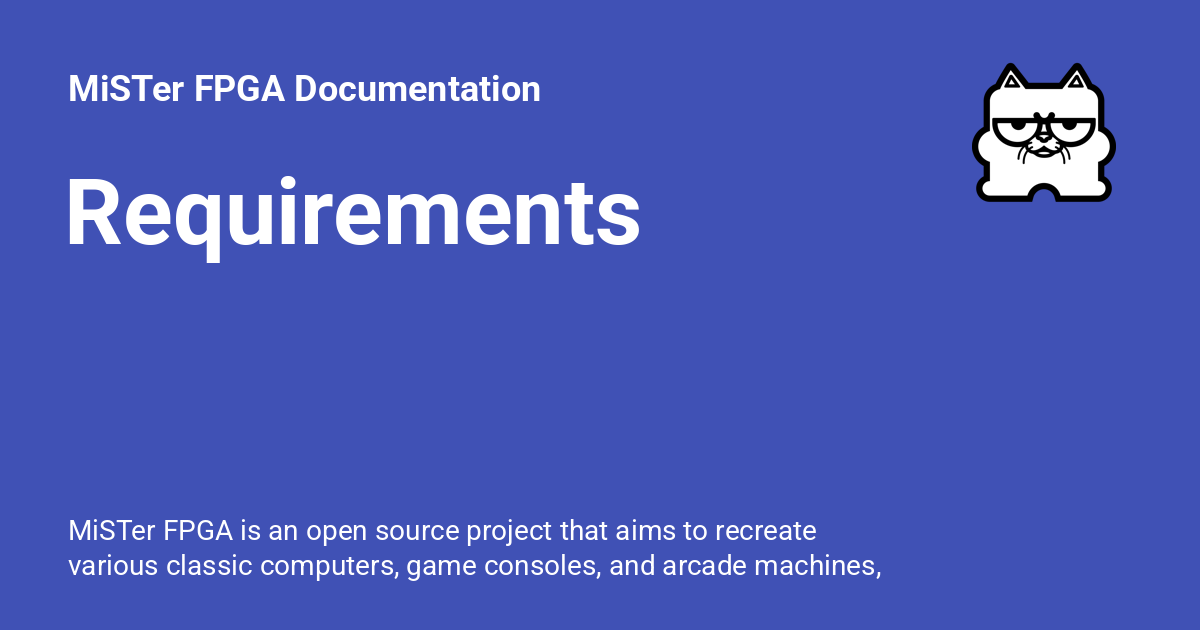 MiSTer FPGA Documentation
Requirements
MiSTer FPGA is an open source project that aims to recreate
various classic computers, game consoles, and arcade machines,